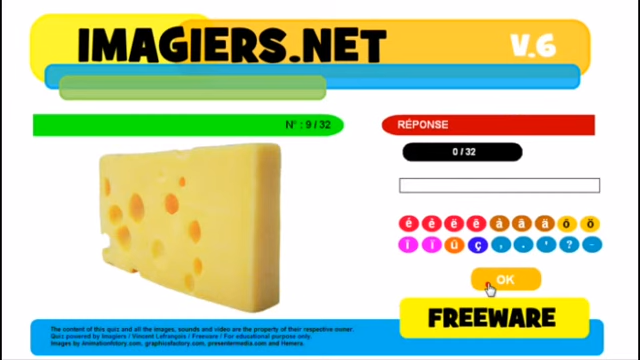 IMAGIERS.NET
V.6
N° : 9 / 32
RÉPONSE
0 / 32
OK
FREEWARE
The content of this quiz and all the images, sounds and video are the property of their respective owner.
Quiz powered by Imagiers / Vincent Lefrançois / Freeware / For educational purpose only.
Images by Animationfatory.com, graphicsfactory.com, presentermedia.com and Hemera.